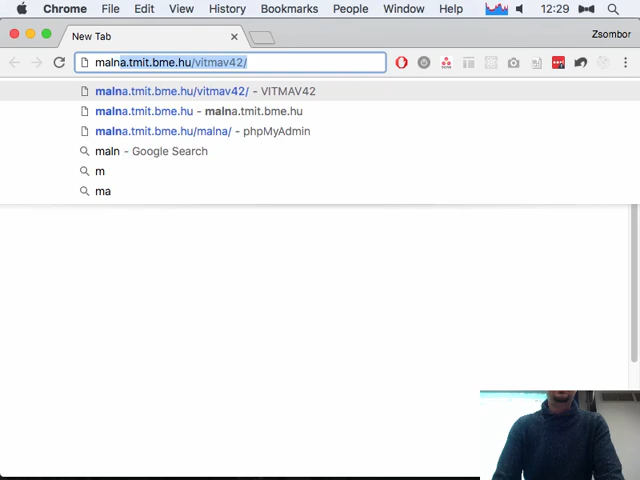 Chrome File Edit View History Bookmarks People Window Help 12:29
New Tab Zsombor
malna.tmit.bme.hu/vitmav42/
malna.tmit.bme.hu/vitmav42/ - VITMAV42
malna.tmit.bme.hu - malna.tmit.bme.hu
malna.tmit.bme.hu/malna/ - phpMyAdmin
maln - Google Search
m
ma